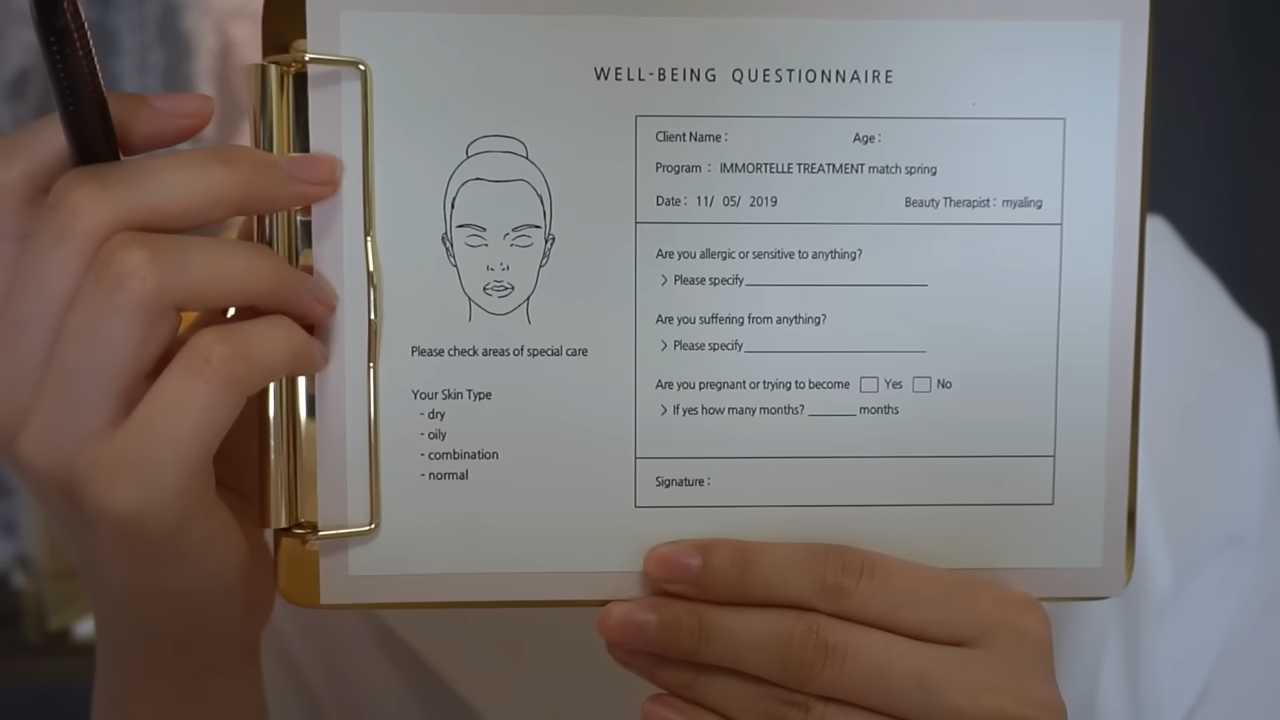 WELL-BEING QUESTIONNAIRE
Client Name : Age :
Program : IMMORTELLE TREATMENT match spring
Date : 11/ 05/ 2019 Beauty Therapist : myaling
Are you allergic or sensitive to anything?
> Please specify
Are you suffering from anything?
> Please specify
Are you pregnant or trying to become Yes No
> If yes how many months? months
Signature :
Please check areas of special care
Your Skin Type
- dry
- oily
- combination
- normal